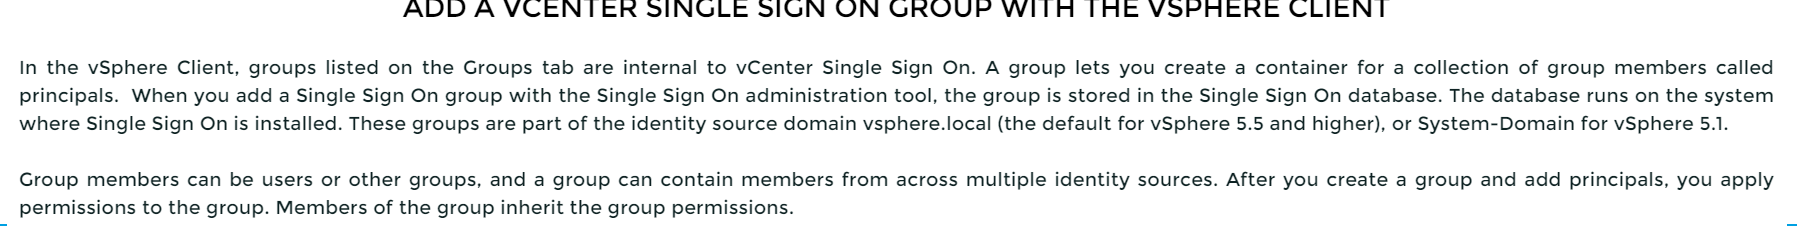 ADD A VCENTER SINGLE SIGN ON GROUP WITH THE VSPHERE CLIENT
In the vSphere Client, groups listed on the Groups tab are internal to vCenter Single Sign On. A group lets you create a container for a collection of group members called
principals.  When you add a Single Sign On group with the Single Sign On administration tool, the group is stored in the Single Sign On database. The database runs on the system
where Single Sign On is installed. These groups are part of the identity source domain vsphere.local (the default for vSphere 5.5 and higher), or System-Domain for vSphere 5.1.
Group members can be users or other groups, and a group can contain members from across multiple identity sources. After you create a group and add principals, you apply
permissions to the group. Members of the group inherit the group permissions.